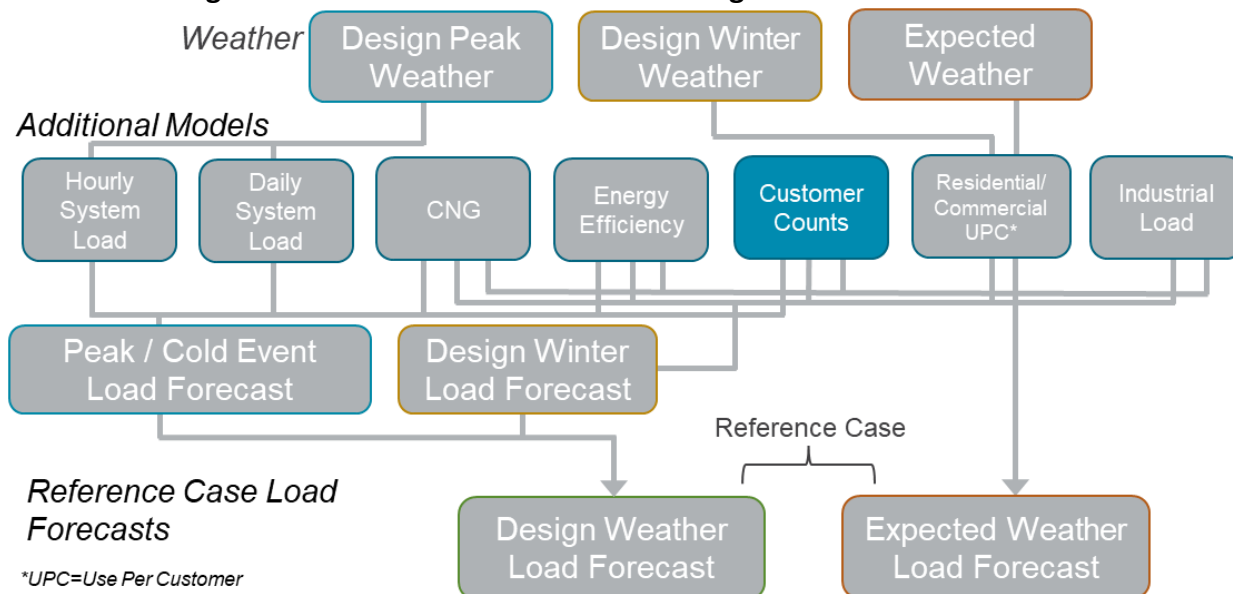 Weather
Design Peak
Weather
Design Winter
Weather
Expected
Weather
Additional Models
Hourly
System
Load
Daily
System
Load
CNG
Energy
Efficiency
Customer
Counts
Residential/
Commercial
UPC*
Industrial
Load
Peak / Cold Event
Load Forecast
Design Winter
Load Forecast
Reference Case
Reference Case Load
Forecasts
Design Weather
Load Forecast
Expected Weather
Load Forecast
*UPC=Use Per Customer